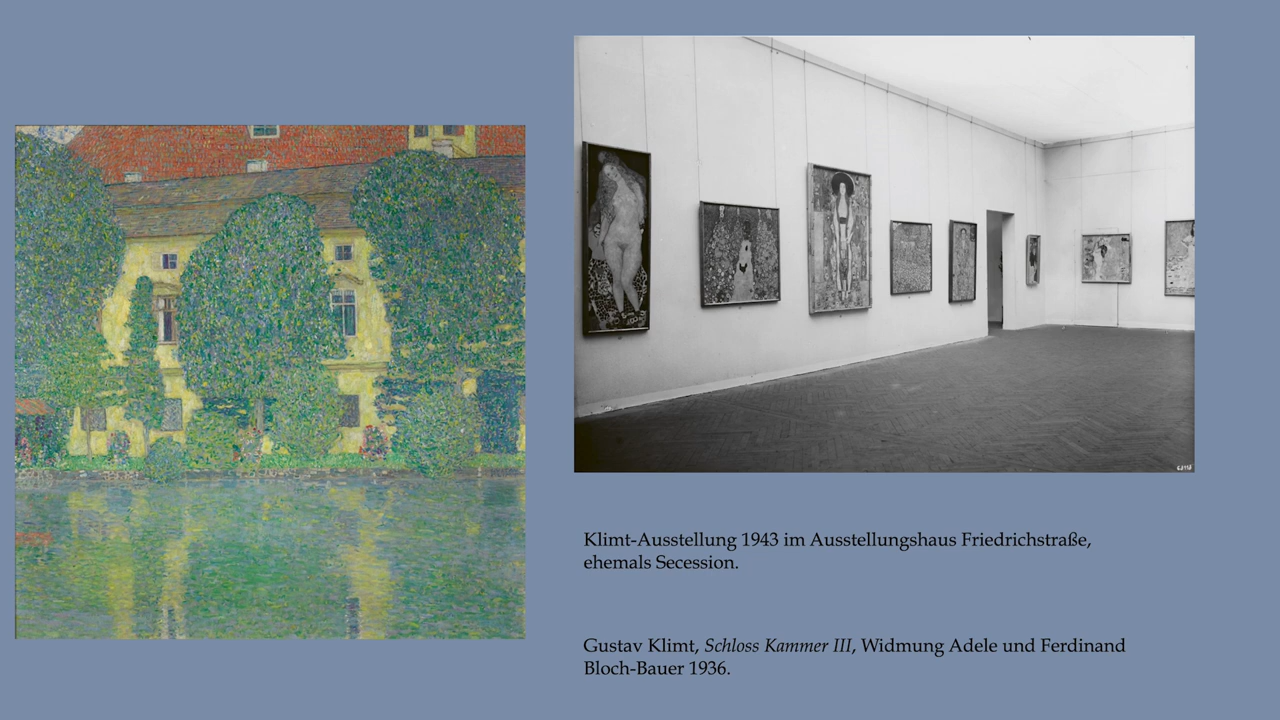 Klimt-Ausstellung 1943 im Ausstellungshaus Friedrichstraße,
ehemals Secession.
Gustav Klimt, Schloss Kammer III, Widmung Adele und Ferdinand
Bloch-Bauer 1936.